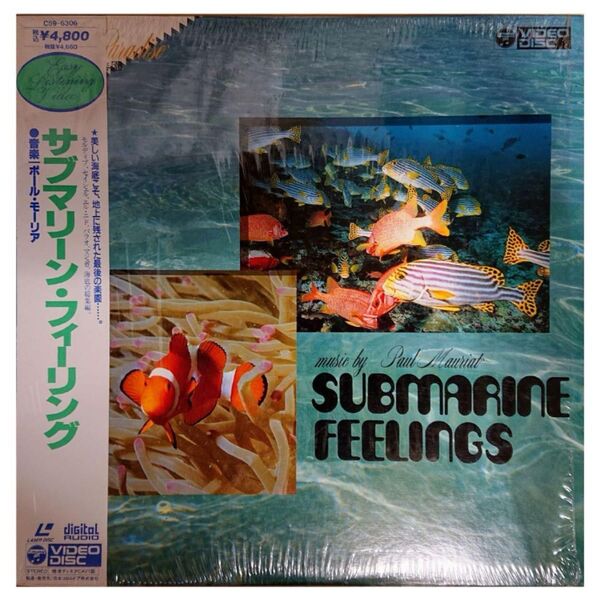 C59-6306
税込¥4,800
税抜¥4,660
Easy
Listening
Video
★美しい海底こそ、地上に残された最後の楽園……。
サブマリーン・フィーリング
●音楽/ポール・モーリア
LASER DISC
digital
AUDIO
VIDEO
DISC
STEREO
Paradise
VIDEO
DISC
music by Paul Mauriat
SUBMARINE
FEELINGS